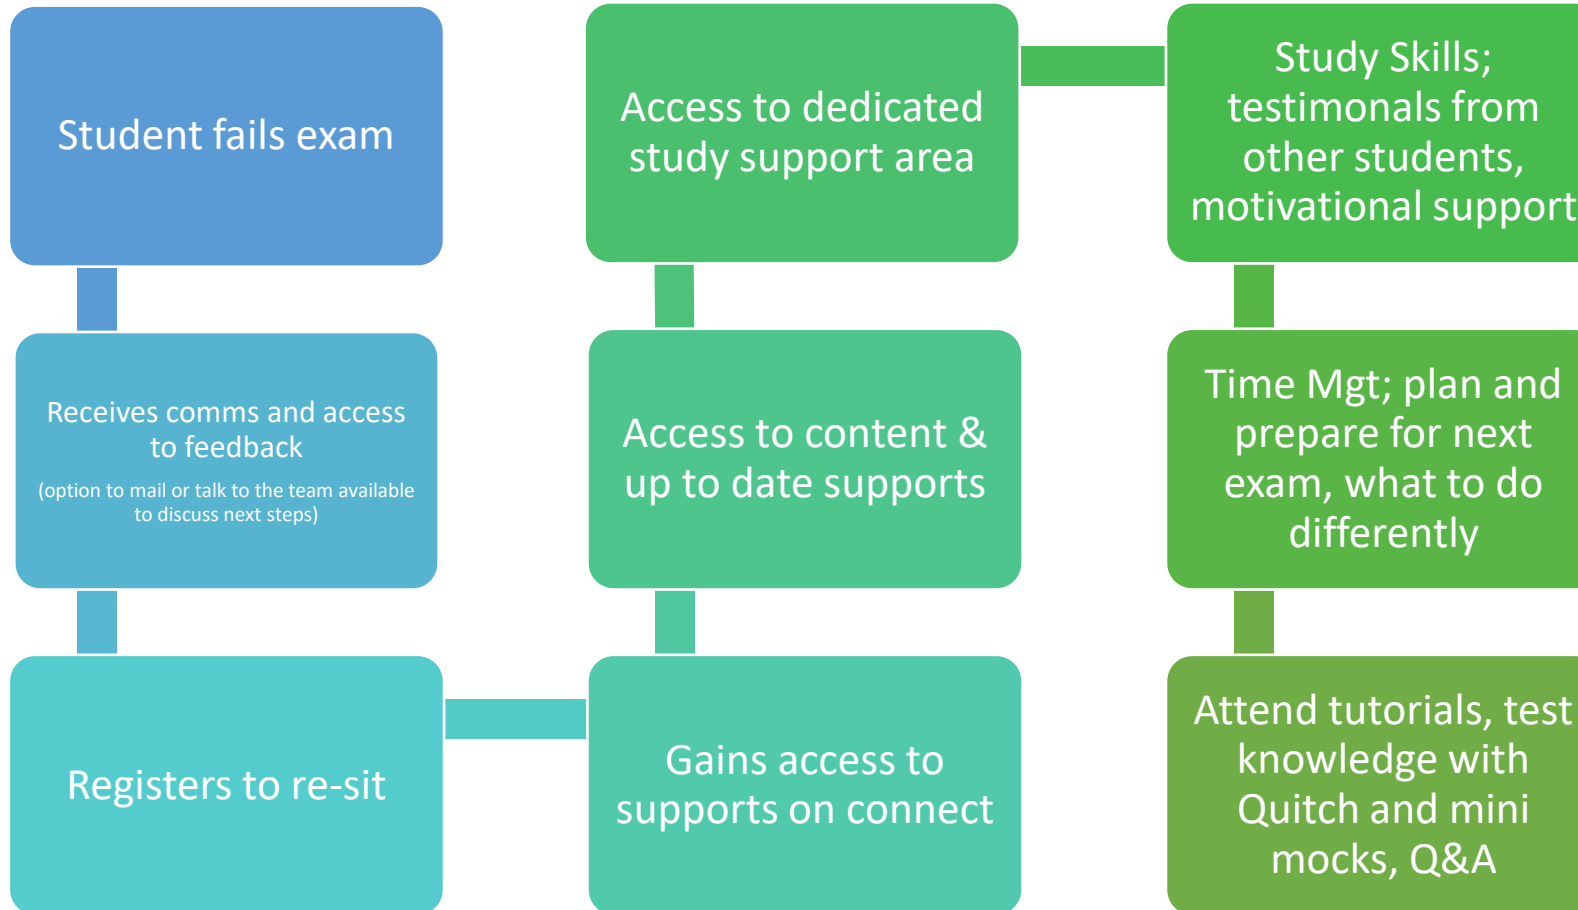 Student fails exam
Receives comms and access
to feedback
(option to mail or talk to the team available
to discuss next steps)
Registers to re-sit
Gains access to
supports on connect
Access to content &
up to date supports
Access to dedicated
study support area
Study Skills;
testimonals from
other students,
motivational support
Time Mgt; plan and
prepare for next
exam, what to do
differently
Attend tutorials, test
knowledge with
Quitch and mini
mocks, Q&A